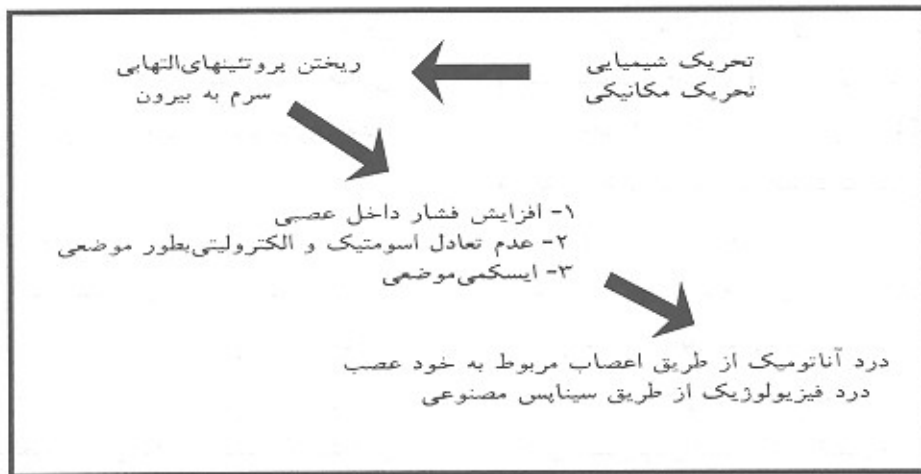 تحریک شیمیایی
تحریک مکانیکی
ریختن پروتئینهای‌التهابی
سرم به بیرون
۱- افزایش فشار داخل عصبی
۲- عدم تعادل اسومتیک و الکترولیتی‌بطور موضعی
۳- ایسکمی‌موضعی
درد آناتومیک از طریق اعصاب مربوط به خود عصب
درد فیزیولوژیک از طریق سیناپس مصنوعی